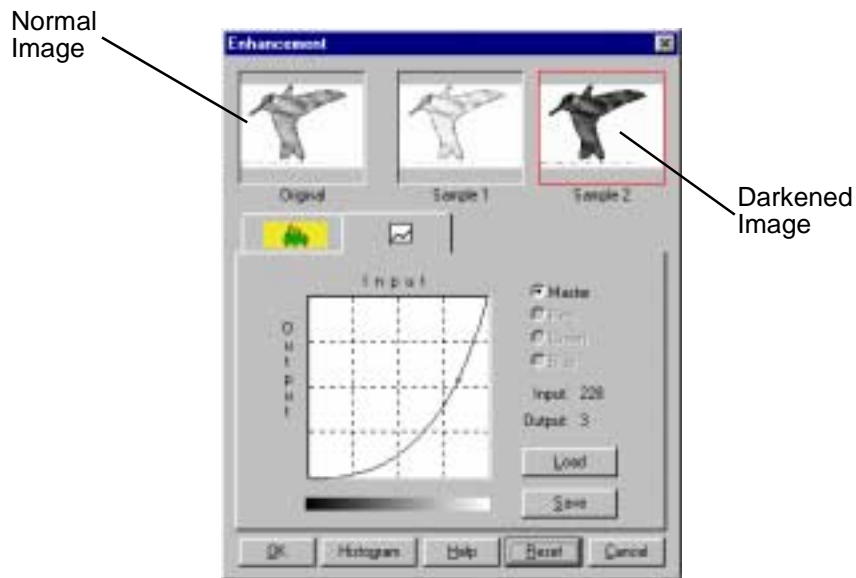 Normal
Image
Enhancement
Original
Sample 1
Sample 2
Darkened
Image
Input
Output
Master
Green
Input: 228
Output: 3
Load
Save
OK
Histogram
Help
Reset
Cancel